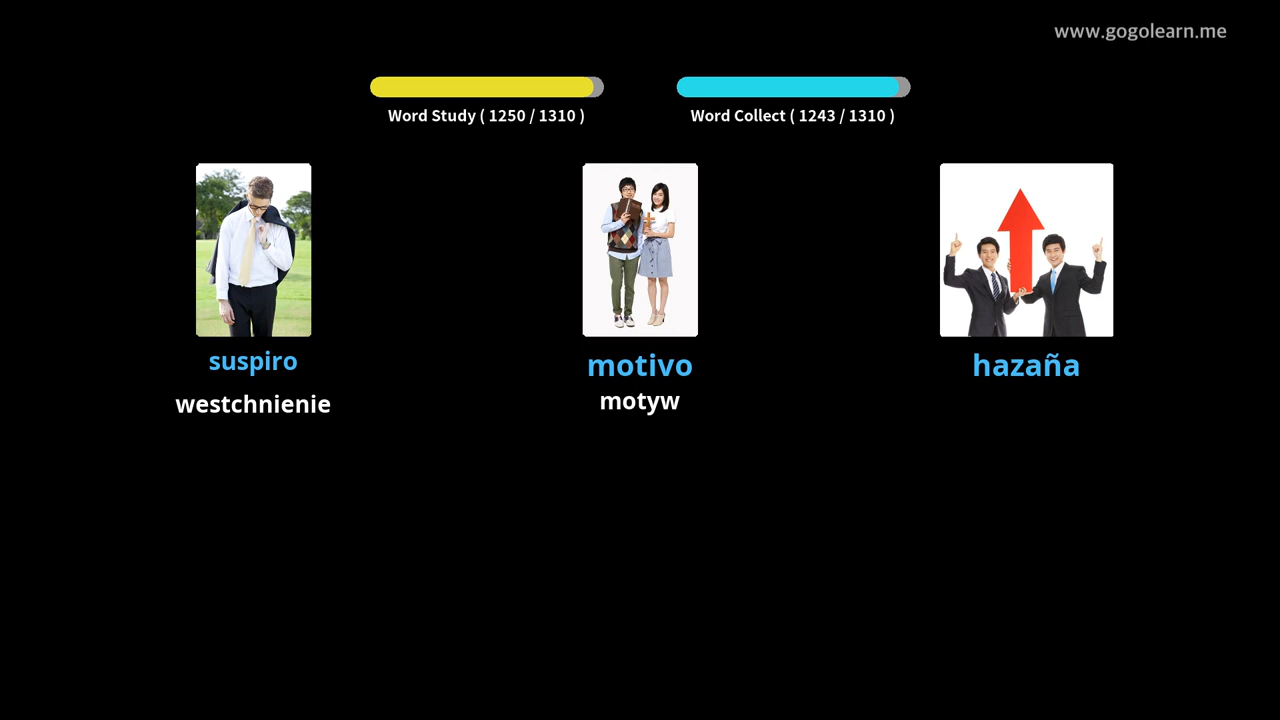 www.gogolearn.me
Word Study ( 1250 / 1310 )
Word Collect ( 1243 / 1310 )
suspiro
westchnienie
motivo
motyw
hazaña